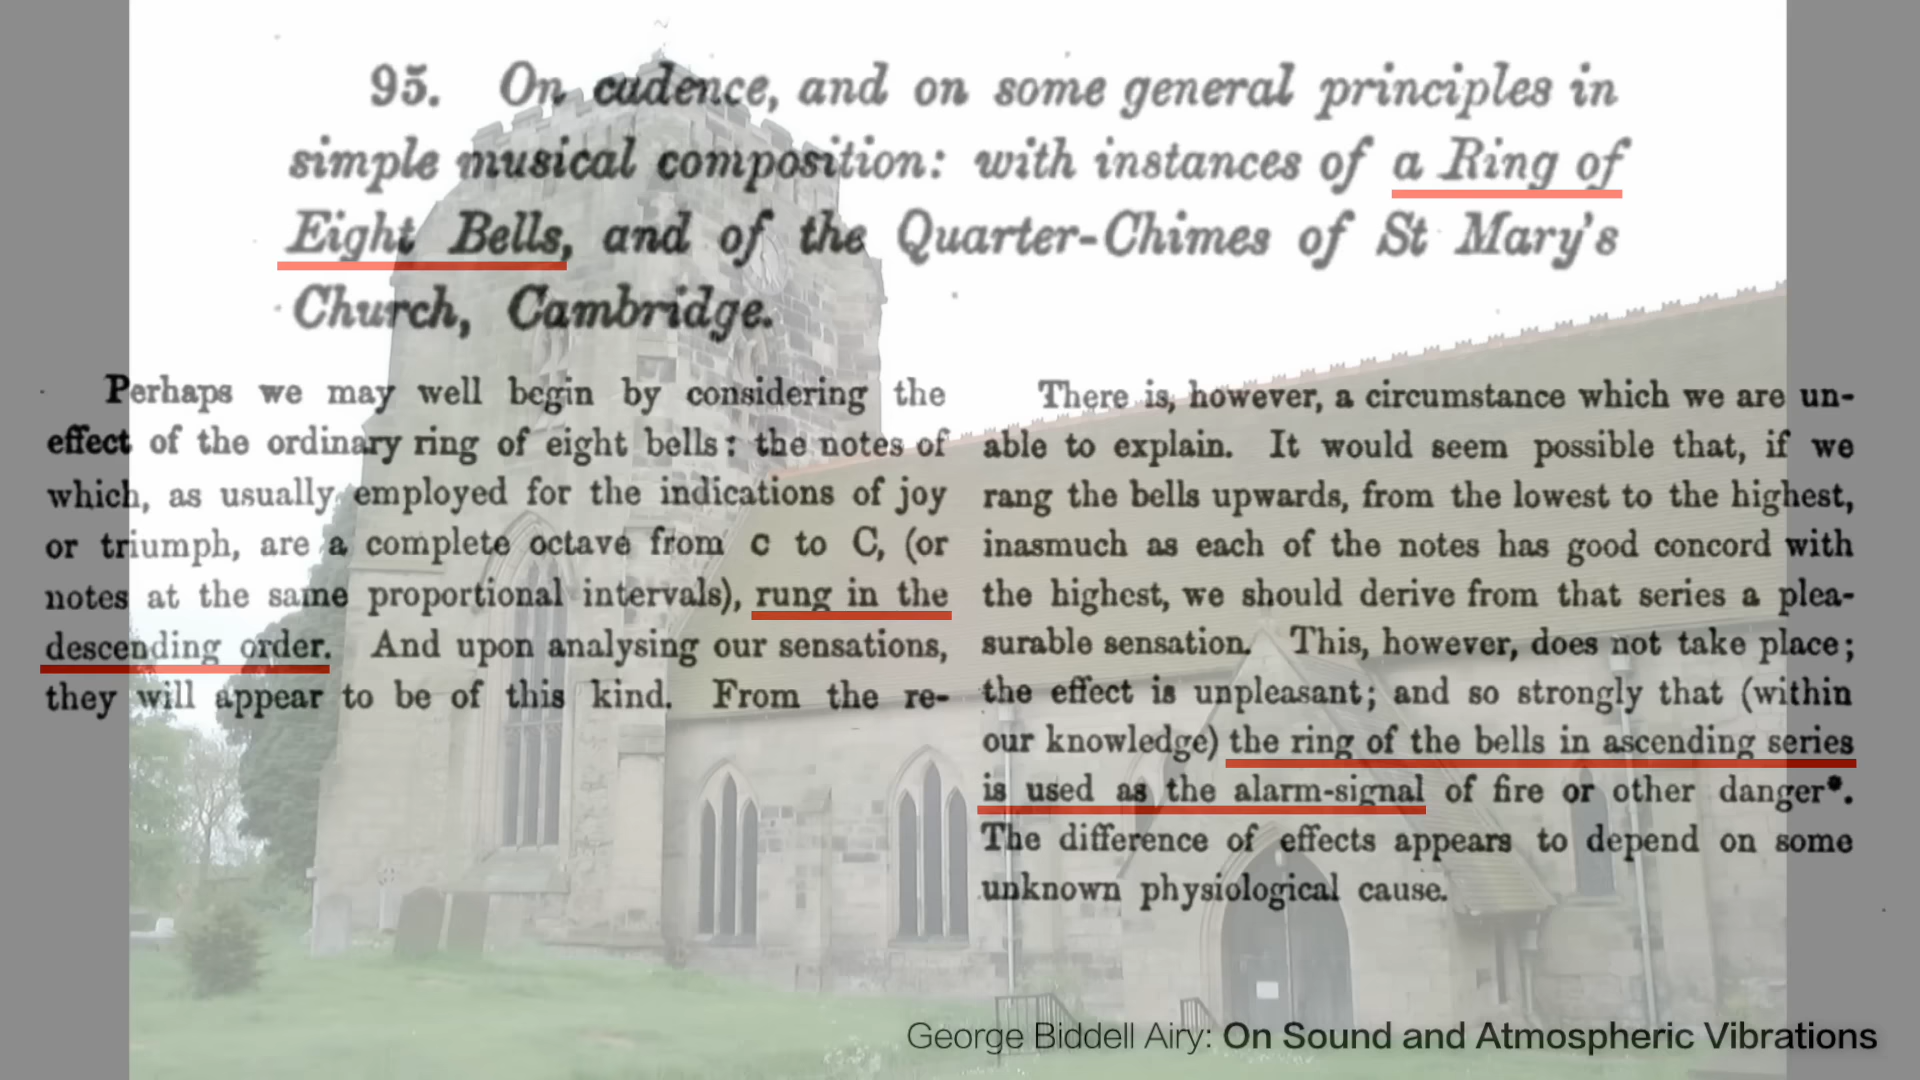 95. On cadence, and on some general principles in
simple musical composition: with instances of a Ring of
Eight Bells, and of the Quarter-Chimes of St Mary's
Church, Cambridge.
Perhaps we may well begin by considering the
effect of the ordinary ring of eight bells: the notes of
which, as usually employed for the indications of joy
or triumph, are a complete octave from c to C, (or
notes at the same proportional intervals), rung in the
descending order. And upon analysing our sensations,
they will appear to be of this kind. From the re-
There is, however, a circumstance which we are un-
able to explain. It would seem possible that, if we
rang the bells upwards, from the lowest to the highest,
inasmuch as each of the notes has good concord with
the highest, we should derive from that series a plea-
surable sensation. This, however, does not take place;
the effect is unpleasant; and so strongly that (within
our knowledge) the ring of the bells in ascending series
is used as the alarm-signal of fire or other danger*.
The difference of effects appears to depend on some
unknown physiological cause.
George Biddell Airy: On Sound and Atmospheric Vibrations